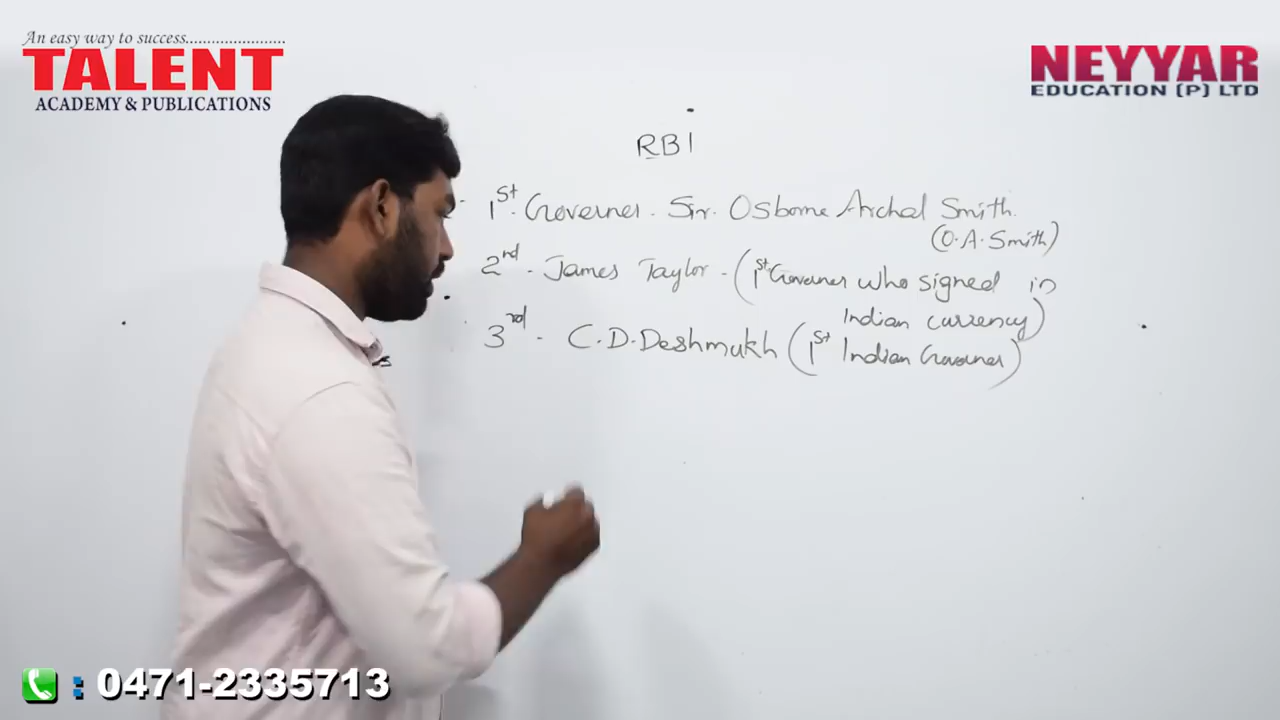 An easy way to success.......................
TALENT
ACADEMY & PUBLICATIONS
NEYYAR
EDUCATION (P) LTD
RBI
1st. Governer. Sir. Osborne Archal Smith.
(O.A. Smith)
2nd - James Taylor - (1st Governer who signed in
Indian currency)
3rd - C.D.Deshmukh (1st Indian Governer)
: 0471-2335713